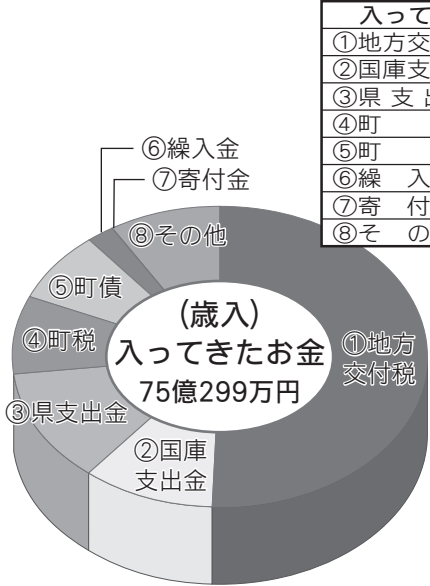 入って
①地方交
②国庫支
③県 支 出
④町
⑤町
⑥繰 入
⑦寄 付
⑧そ の
⑥繰入金
⑦寄付金
⑧その他
⑤町債
④町税
③県支出金
②国庫
支出金
①地方
交付税
(歳入)
入ってきたお金
75億299万円